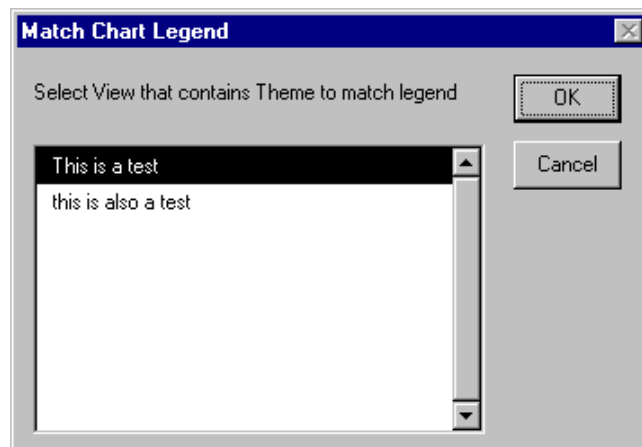 Match Chart Legend
Select View that contains Theme to match legend
OK
Cancel
This is a test
this is also a test